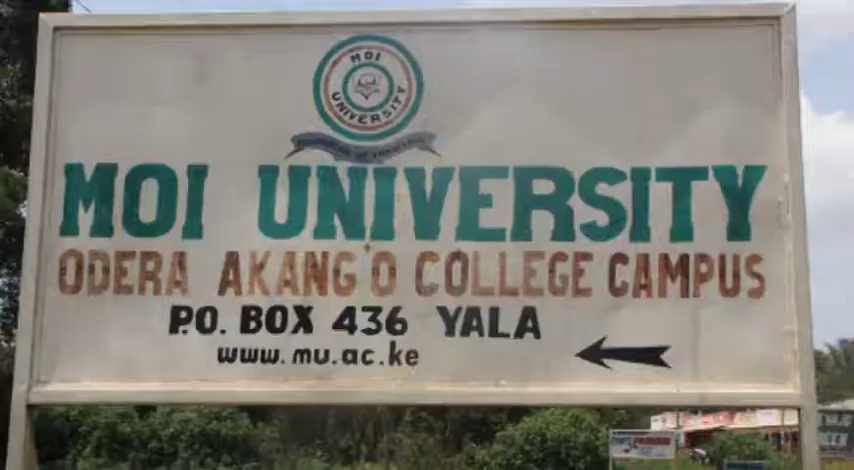 MOI
UNIVERSITY
MOI UNIVERSITY
ODERA AKANG'O COLLEGE CAMPUS
P.O. BOX 436 YALA
www.mu.ac.ke